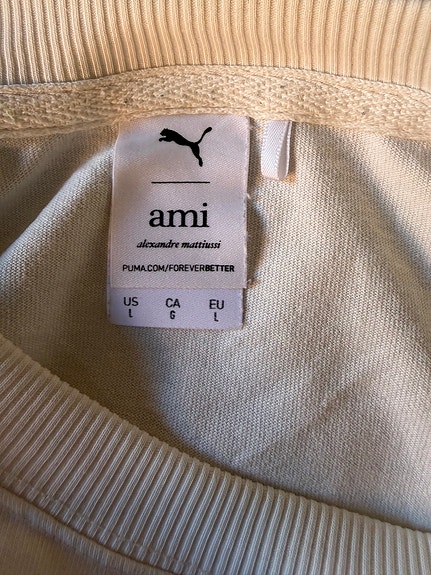 ami
alexandre mattiussi
PUMA.COM/FOREVERBETTER
US CA EU
L G L